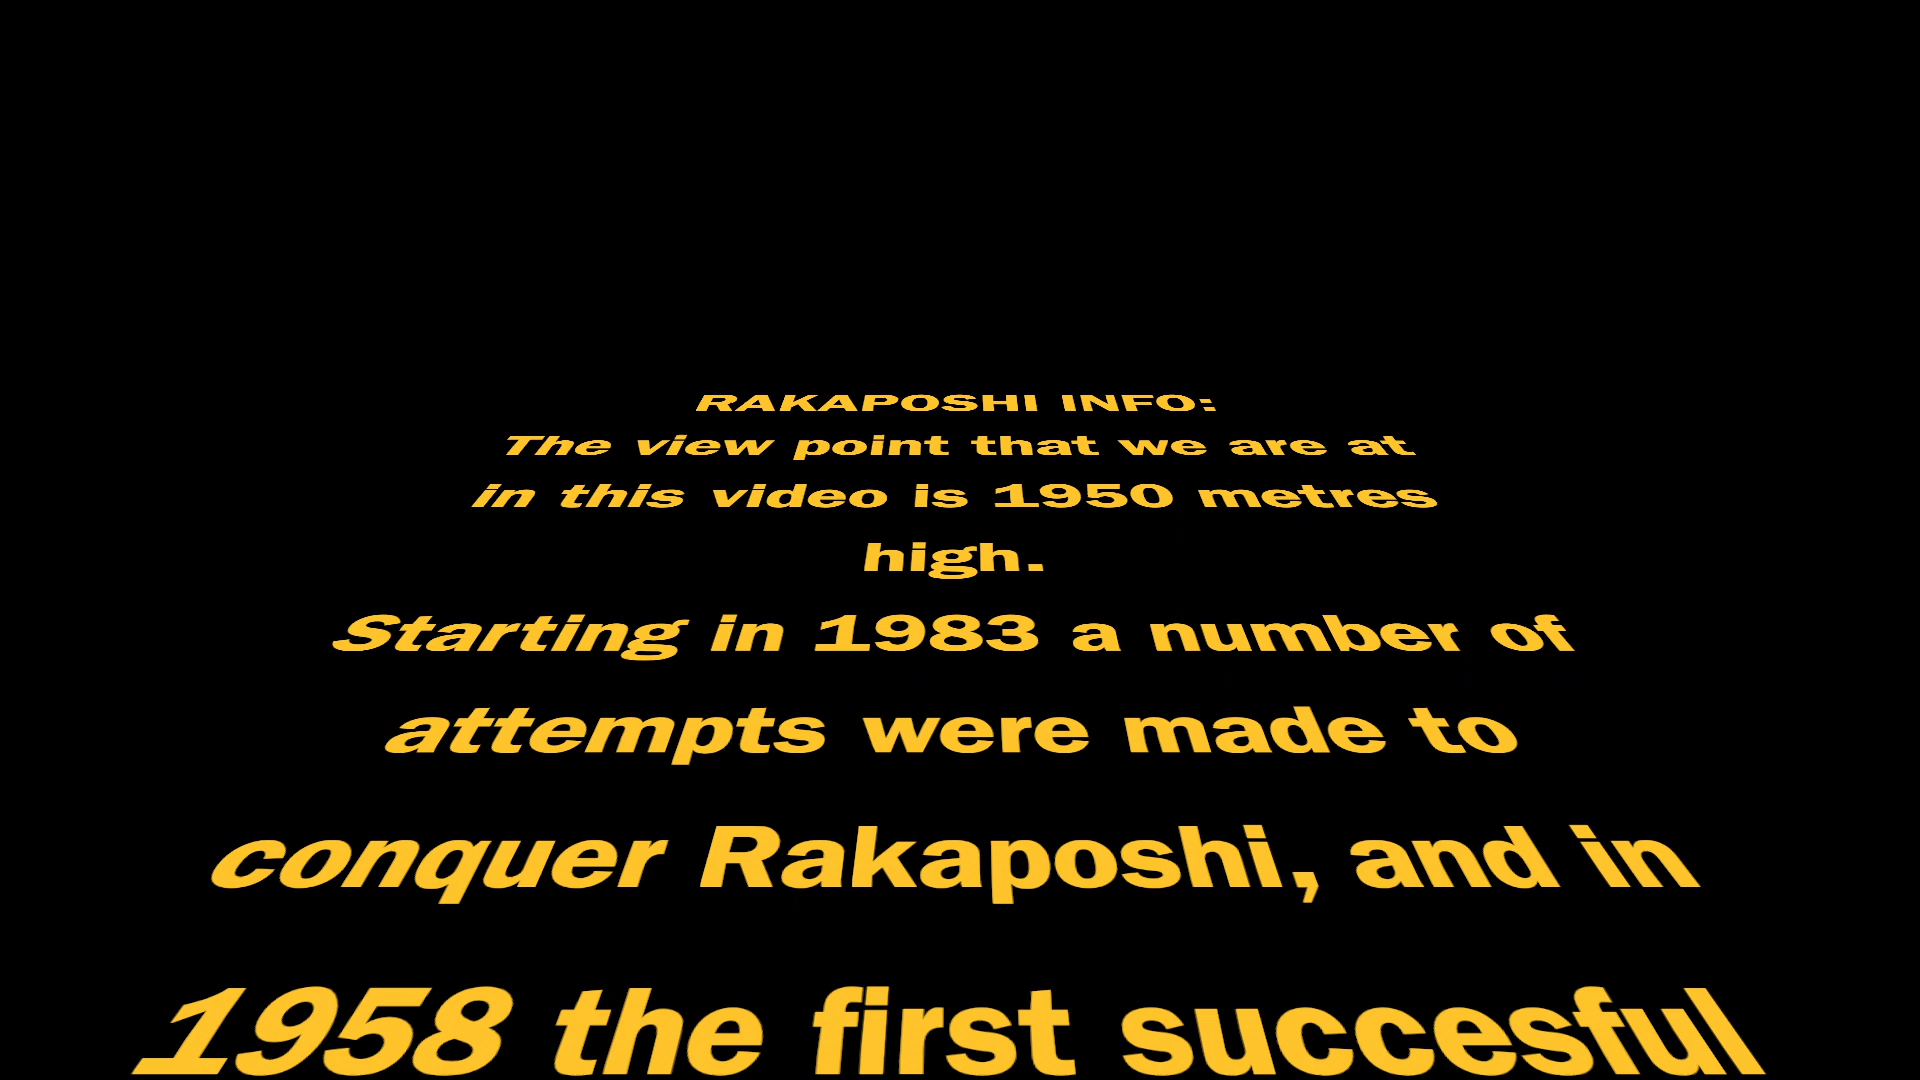 RAKAPOSHI INFO:
The view point that we are at
in this video is 1950 metres
high.
Starting in 1983 a number of
attempts were made to
conquer Rakaposhi, and in
1958 the first succesful